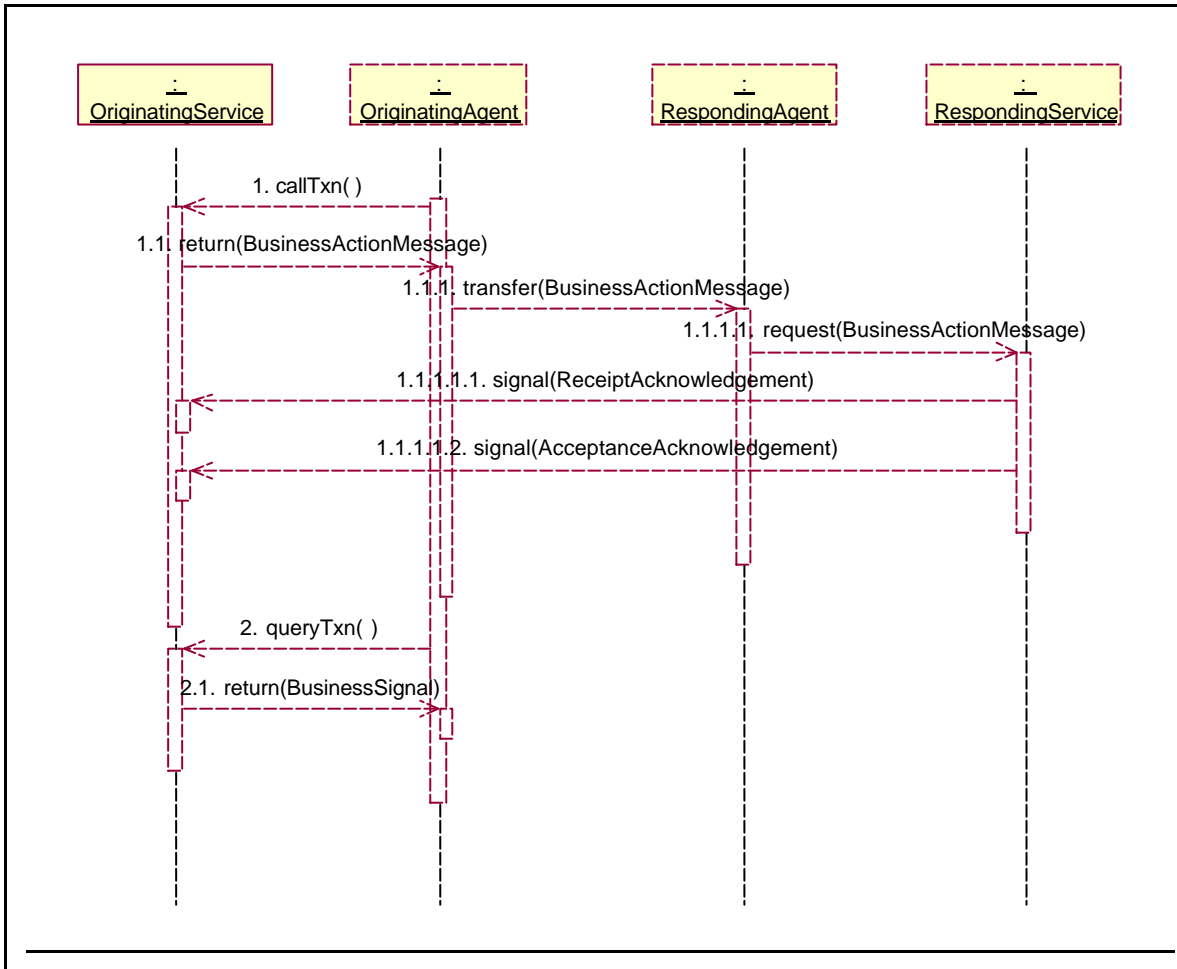 :
OriginatingService
:
OriginatingAgent
:
RespondingAgent
:
RespondingService
1. callTxn( )
1.1. return(BusinessActionMessage)
1.1.1. transfer(BusinessActionMessage)
1.1.1.1. request(BusinessActionMessage)
1.1.1.1.1. signal(ReceiptAcknowledgement)
1.1.1.1.2. signal(AcceptanceAcknowledgement)
2. queryTxn( )
2.1. return(BusinessSignal)